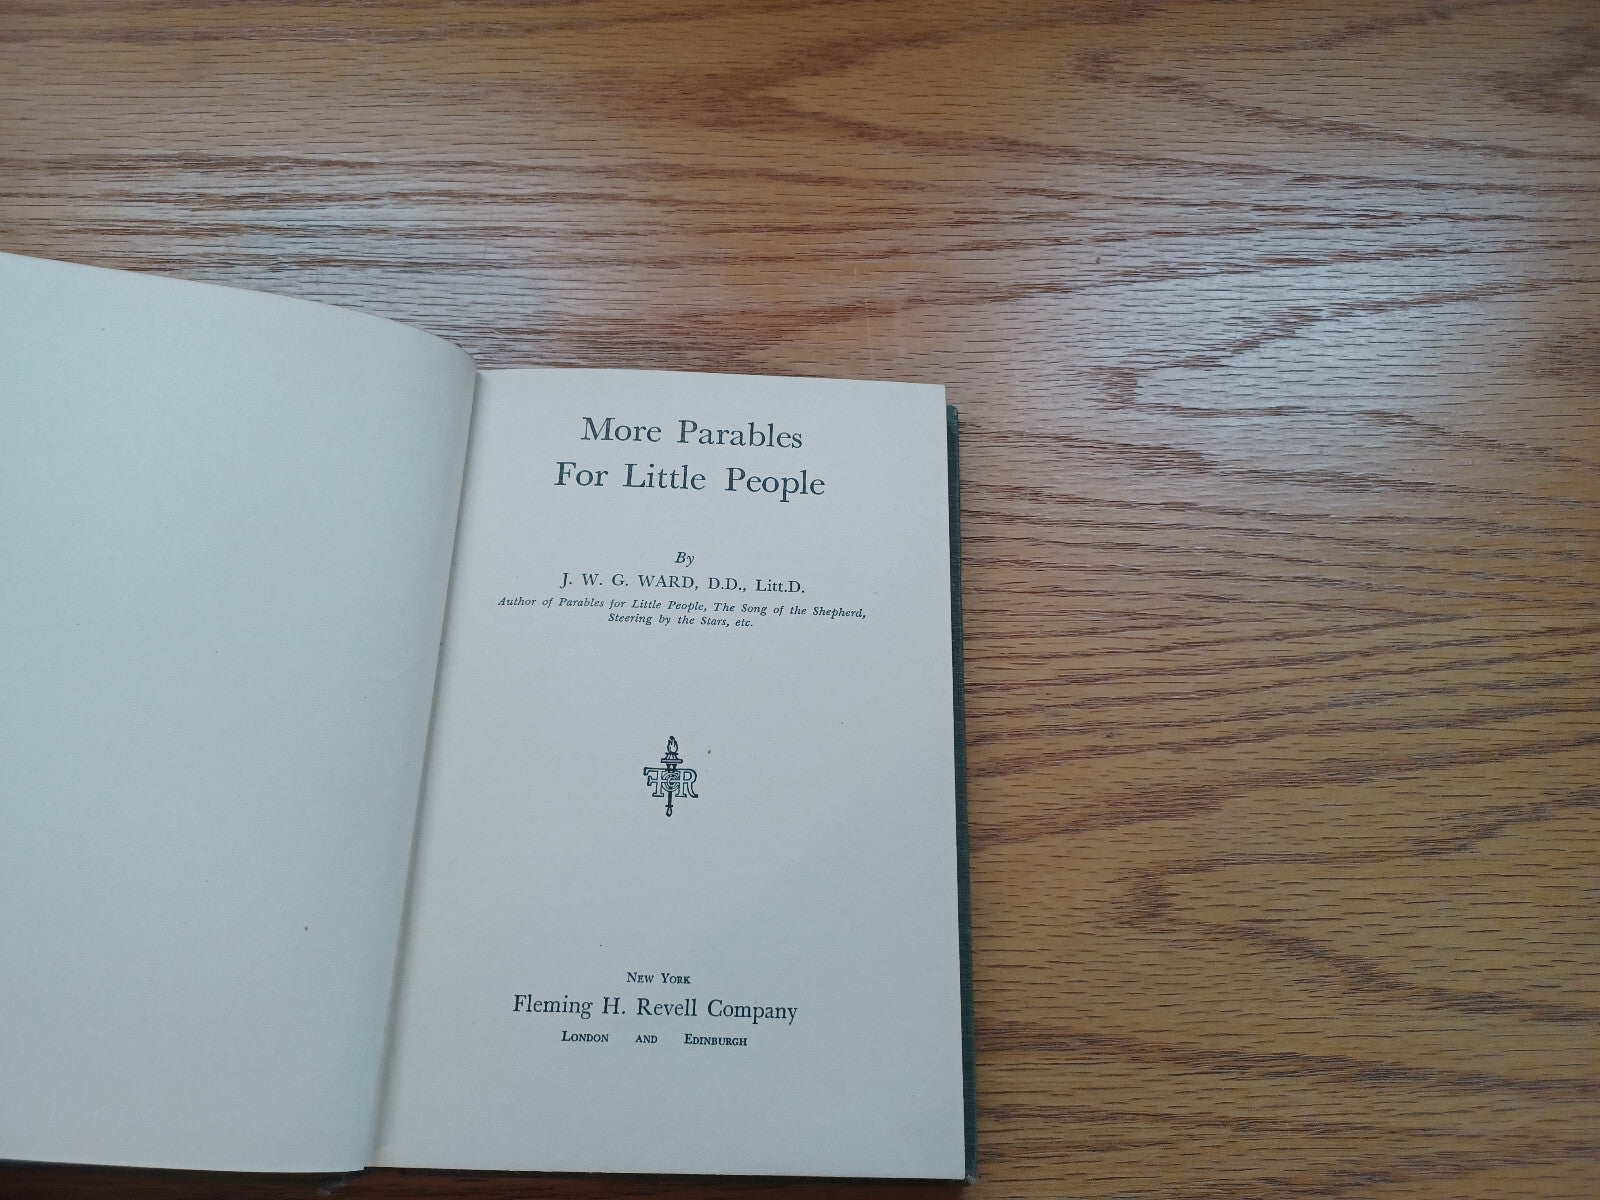 More Parables
For Little People
By
J. W. G. WARD, D.D., Litt.D.
Author of Parables for Little People, The Song of the Shepherd,
Steering by the Stars, etc.
FHR
New York
Fleming H. Revell Company
London and Edinburgh